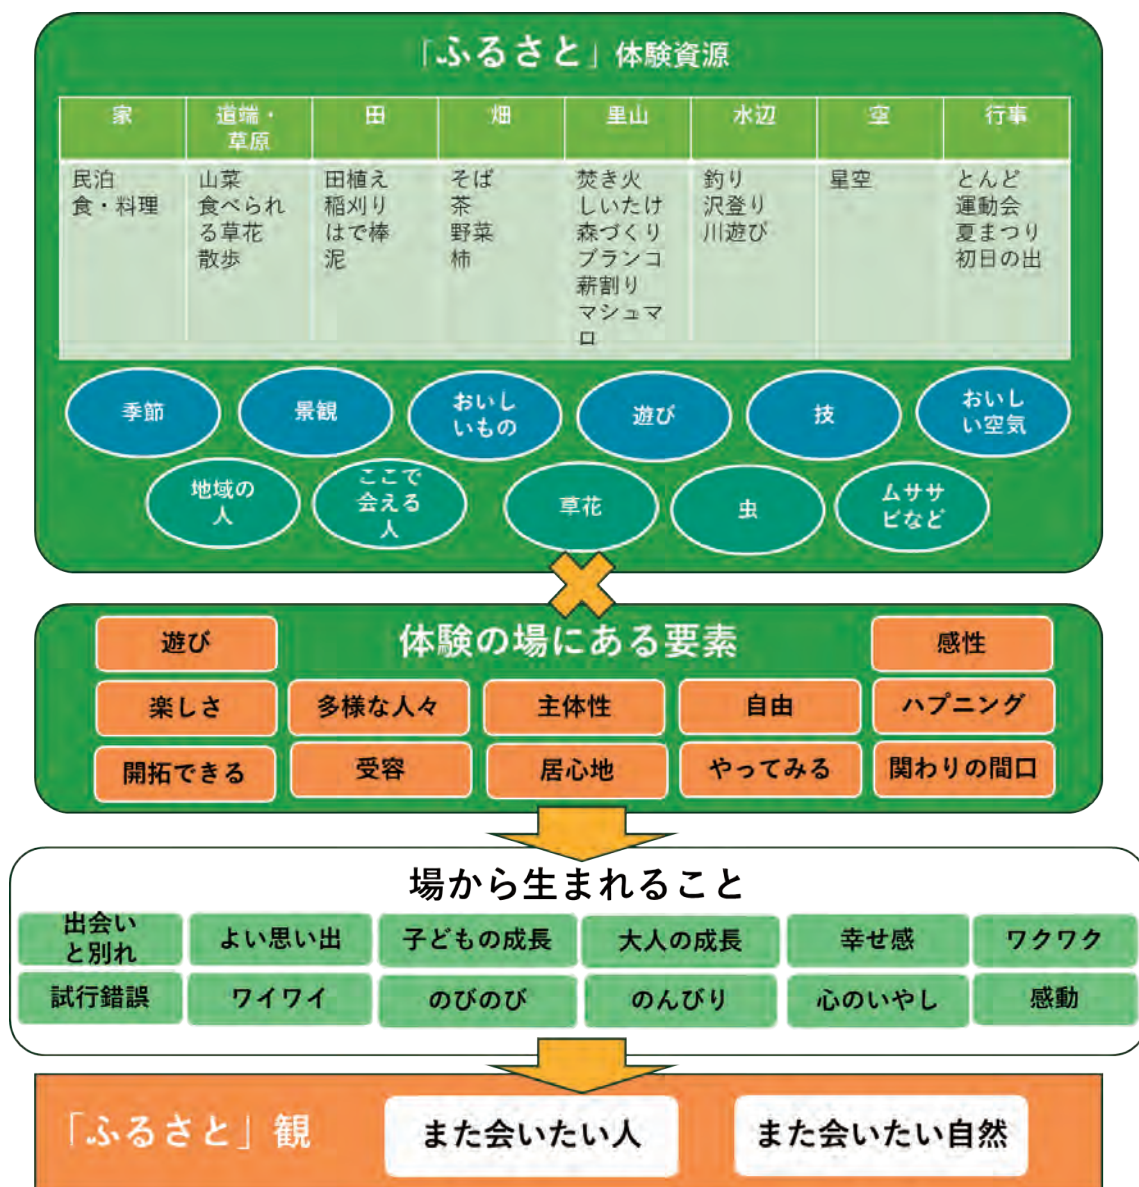 「ふるさと」体験資源
家
道端・
草原
田
畑
里山
水辺
空
行事
民泊
食・料理
山菜
食べられ
る草花
散歩
田植え
稲刈り
はで棒
泥
そば
茶
野菜
柿
焚き火
しいたけ
森づくり
ブランコ
薪割り
マシュマ
ロ
釣り
沢登り
川遊び
星空
とんど
運動会
夏まつり
初日の出
季節
景観
おいし
いもの
遊び
技
おいし
い空気
地域の
人
ここで
会える
人
草花
虫
ムササ
ビなど
体験の場にある要素
遊び
感性
楽しさ
多様な人々
主体性
自由
ハプニング
開拓できる
受容
居心地
やってみる
関わりの間口
場から生まれること
出会い
と別れ
よい思い出
子どもの成長
大人の成長
幸せ感
ワクワク
試行錯誤
ワイワイ
のびのび
のんびり
心のいやし
感動
「ふるさと」観
また会いたい人
また会いたい自然